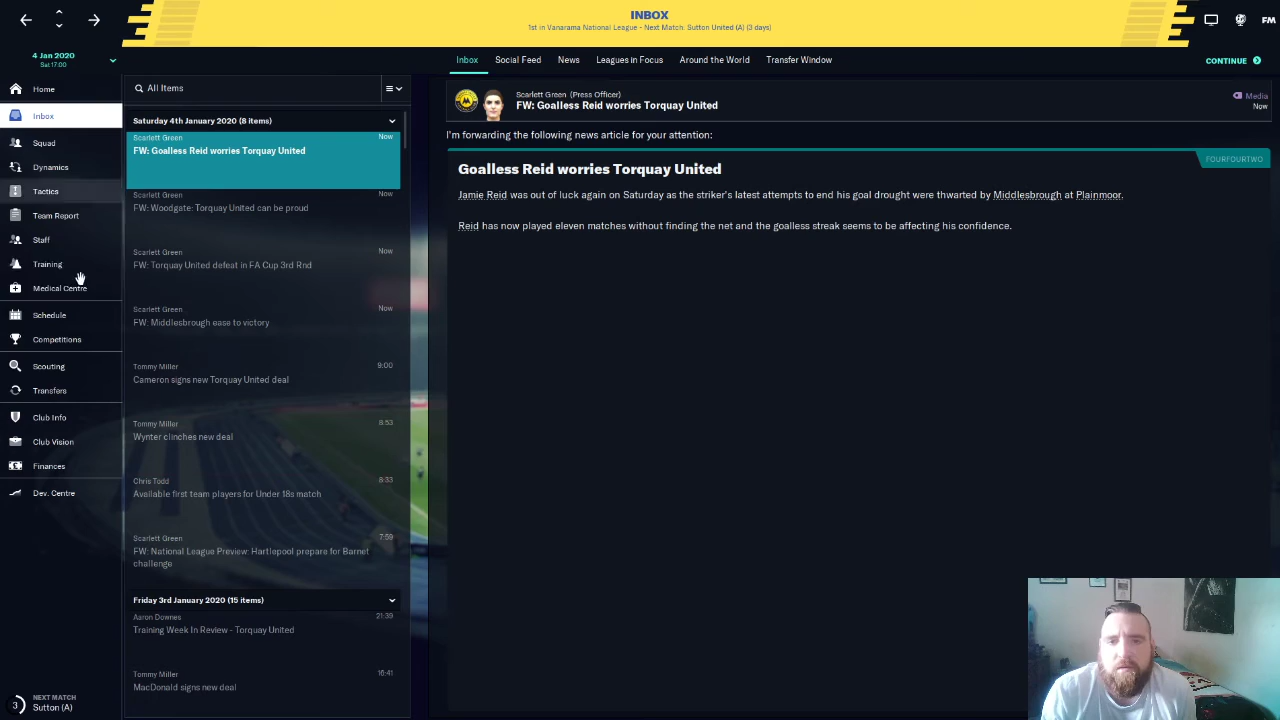 INBOX
1st in Vanarama National League - Next Match: Sutton United (A) (3 days)
FM
4 Jan 2020
Sat 17:00
Inbox Social Feed News Leagues in Focus Around the World Transfer Window
CONTINUE
Home
Inbox
Squad
Dynamics
Tactics
Team Report
Staff
Training
Medical Centre
Schedule
Competitions
Scouting
Transfers
Club Info
Club Vision
Finances
Dev. Centre
3
NEXT MATCH
Sutton (A)
All Items
Saturday 4th January 2020 (8 items)
Scarlett Green Now
FW: Goalless Reid worries Torquay United
Scarlett Green Now
FW: Woodgate: Torquay United can be proud
Scarlett Green Now
FW: Torquay United defeat in FA Cup 3rd Rnd
Scarlett Green Now
FW: Middlesbrough ease to victory
Tommy Miller 9:00
Cameron signs new Torquay United deal
Tommy Miller 8:53
Wynter clinches new deal
Chris Todd 8:33
Available first team players for Under 18s match
Scarlett Green 7:59
FW: National League Preview: Hartlepool prepare for Barnet
challenge
Friday 3rd January 2020 (15 items)
Aaron Downes 21:39
Training Week In Review - Torquay United
Tommy Miller 16:41
MacDonald signs new deal
Scarlett Green (Press Officer)
FW: Goalless Reid worries Torquay United
Media
Now
I'm forwarding the following news article for your attention:
FOURFOURTWO
Goalless Reid worries Torquay United
Jamie Reid was out of luck again on Saturday as the striker's latest attempts to end his goal drought were thwarted by Middlesbrough at Plainmoor.
Reid has now played eleven matches without finding the net and the goalless streak seems to be affecting his confidence.